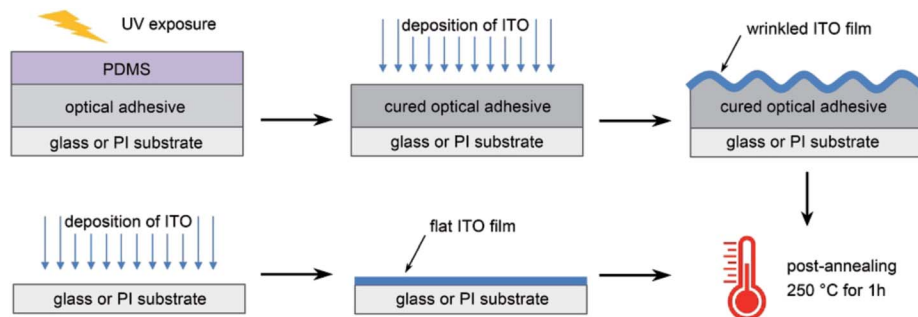 UV exposure
PDMS
optical adhesive
glass or PI substrate
deposition of ITO
cured optical adhesive
glass or PI substrate
wrinkled ITO film
cured optical adhesive
glass or PI substrate
deposition of ITO
glass or PI substrate
flat ITO film
glass or PI substrate
post-annealing
250 °C for 1h